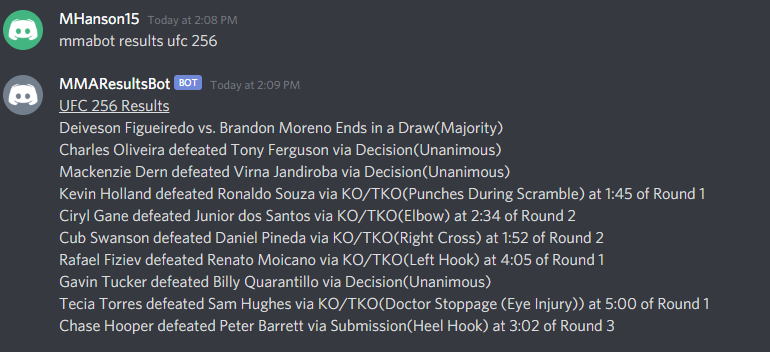 MHanson15 Today at 2:08 PM
mmabot results ufc 256
MMAResultsBot BOT Today at 2:09 PM
UFC 256 Results
Deiveson Figueiredo vs. Brandon Moreno Ends in a Draw(Majority)
Charles Oliveira defeated Tony Ferguson via Decision(Unanimous)
Mackenzie Dern defeated Virna Jandiroba via Decision(Unanimous)
Kevin Holland defeated Ronaldo Souza via KO/TKO(Punches During Scramble) at 1:45 of Round 1
Ciryl Gane defeated Junior dos Santos via KO/TKO(Elbow) at 2:34 of Round 2
Cub Swanson defeated Daniel Pineda via KO/TKO(Right Cross) at 1:52 of Round 2
Rafael Fiziev defeated Renato Moicano via KO/TKO(Left Hook) at 4:05 of Round 1
Gavin Tucker defeated Billy Quarantillo via Decision(Unanimous)
Tecia Torres defeated Sam Hughes via KO/TKO(Doctor Stoppage (Eye Injury)) at 5:00 of Round 1
Chase Hooper defeated Peter Barrett via Submission(Heel Hook) at 3:02 of Round 3